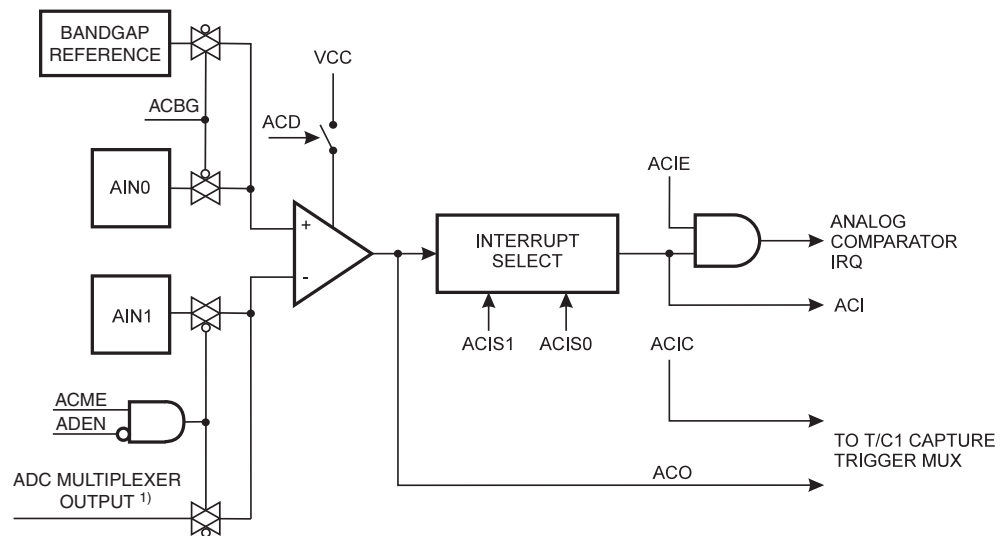 BANDGAP
REFERENCE
VCC
ACBG
ACD
AIN0
ACIE
+
-
INTERRUPT
SELECT
ANALOG
COMPARATOR
IRQ
AIN1
ACI
ACIS1 ACIS0
ACIC
ACME
ADEN
TO T/C1 CAPTURE
TRIGGER MUX
ADC MULTIPLEXER
OUTPUT 1)
ACO